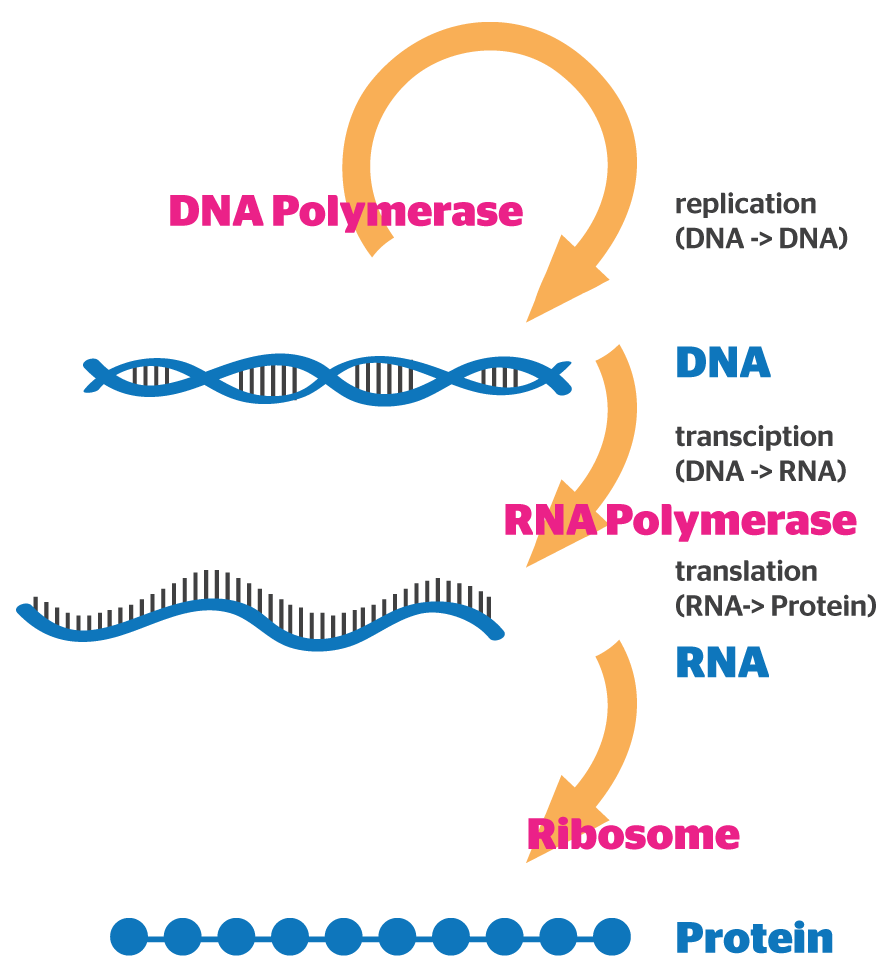 DNA Polymerase
replication
(DNA -> DNA)
DNA
transciption
(DNA -> RNA)
RNA Polymerase
translation
(RNA-> Protein)
RNA
Ribosome
Protein